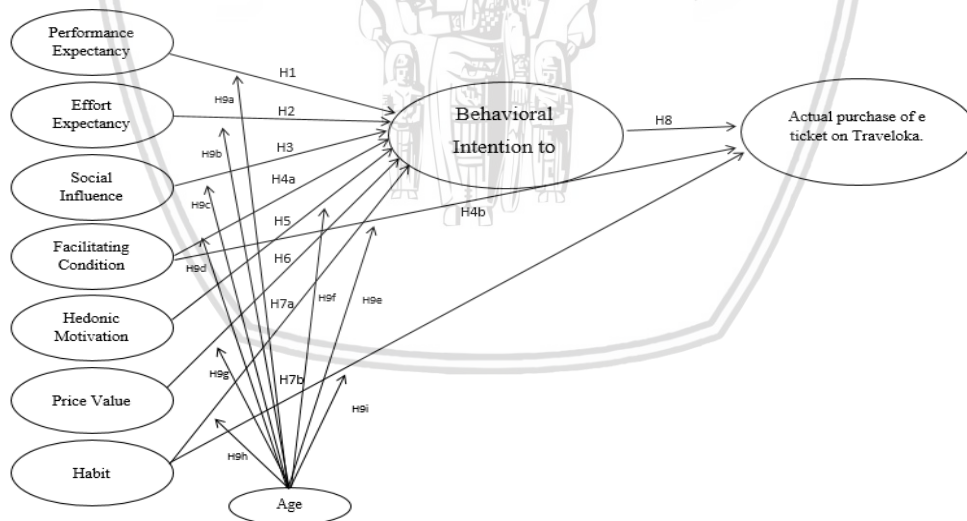 Performance
Expectancy
Effort
Expectancy
Social
Influence
Facilitating
Condition
Hedonic
Motivation
Price Value
Habit
Age
H1
H2
H3
H4a
H5
H6
H7a
H7b
H9a
H9b
H9c
H9d
H9f
H9e
H9g
H9h
H9i
Behavioral
Intention to
H8
H4b
Actual purchase of e
ticket on Traveloka.